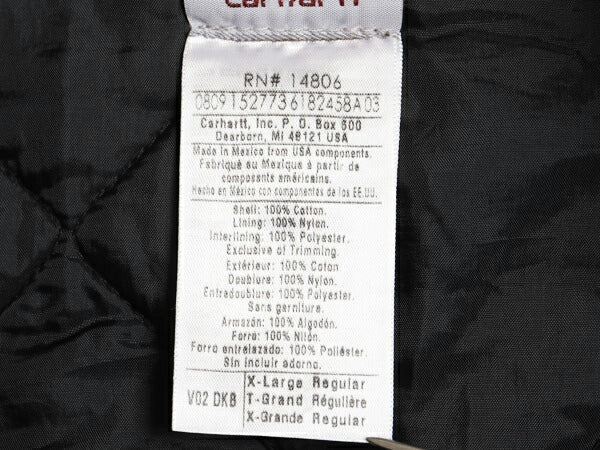 Carhartt
RN# 14806
08091527736182458A03
Carhartt, Inc. P. O. Box 600
Dearborn, MI 48121 USA
Made in Mexico from USA components.
Fabriqué au Mexique à partir de
composants américains.
Hecho en México con componentes de los EE.UU.
Shell: 100% Cotton.
Lining: 100% Nylon.
Interlining: 100% Polyester.
Exclusive of Trimming.
Extérieur: 100% Coton
Doublure: 100% Nylon.
Entredoublure: 100% Polyester.
Sans garniture.
Armazón: 100% Algodón.
Forro: 100% Nilón.
Forro entrelazado: 100% Poliéster.
Sin incluir adorno.
X-Large Regular
V02 DKB T-Grand Régulière
X-Grande Regular